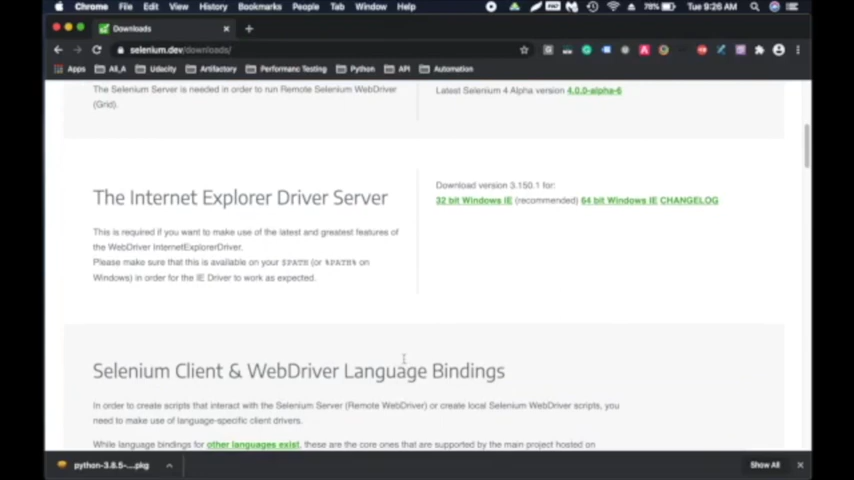 Chrome File Edit View History Bookmarks People Tab Window Help 78% Tue 9:26 AM
Downloads
selenium.dev/downloads/
Apps All_A Udacity Artifactory Performanc Testing Python API Automation
The Selenium Server is needed in order to run Remote Selenium WebDriver
(Grid).
Latest Selenium 4 Alpha version 4.0.0-alpha-6
The Internet Explorer Driver Server
This is required if you want to make use of the latest and greatest features of
the WebDriver InternetExplorerDriver.
Please make sure that this is available on your $PATH (or %PATH% on
Windows) in order for the IE Driver to work as expected.
Download version 3.150.1 for:
32 bit Windows IE (recommended) 64 bit Windows IE CHANGELOG
Selenium Client & WebDriver Language Bindings
In order to create scripts that interact with the Selenium Server (Remote WebDriver) or create local Selenium WebDriver scripts, you
need to make use of language-specific client drivers.
While language bindings for other languages exist, these are the core ones that are supported by the main project hosted on
python-3.8.5-....pkg
Show All